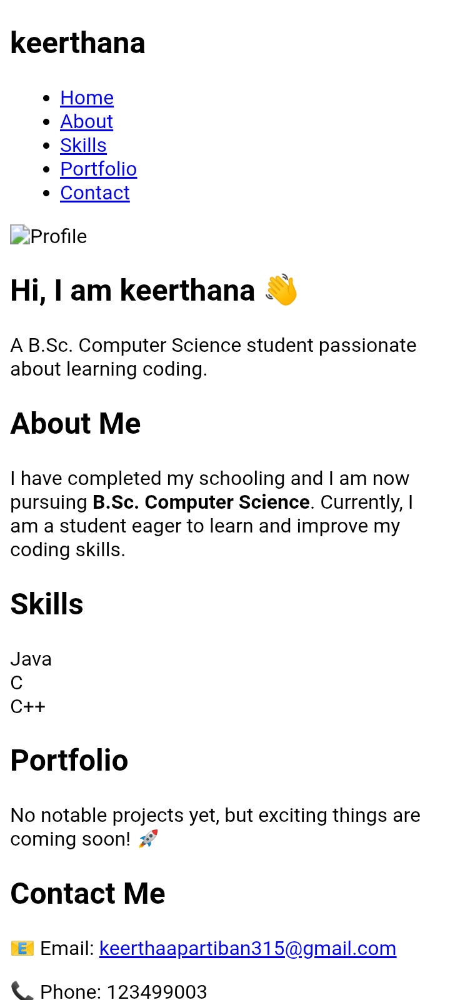 keerthana
• Home
• About
• Skills
• Portfolio
• Contact
Profile
Hi, I am keerthana 👋
A B.Sc. Computer Science student passionate
about learning coding.
About Me
I have completed my schooling and I am now
pursuing B.Sc. Computer Science. Currently, I
am a student eager to learn and improve my
coding skills.
Skills
Java
C
C++
Portfolio
No notable projects yet, but exciting things are
coming soon! 🚀
Contact Me
📧 Email: keerthaapartiban315@gmail.com
📞 Phone: 123499003